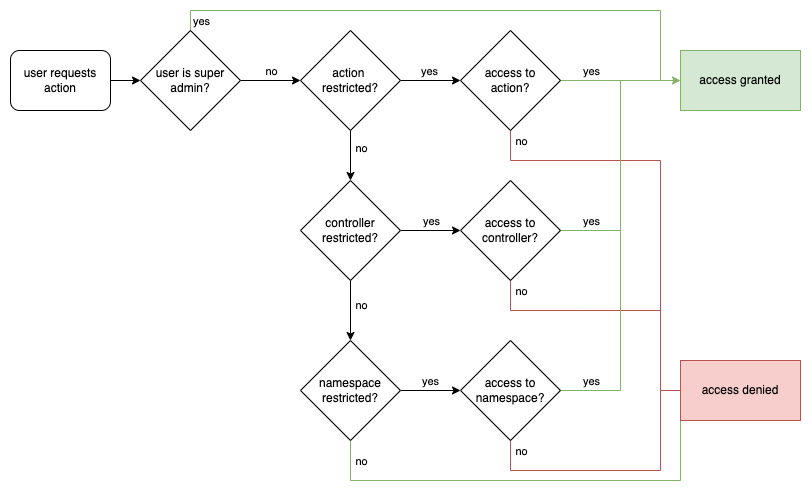 yes
user requests
action
user is super
admin?
no
action
restricted?
yes
access to
action?
yes
access granted
no
no
controller
restricted?
yes
access to
controller?
yes
no
no
namespace
restricted?
yes
access to
namespace?
yes
access denied
no
no